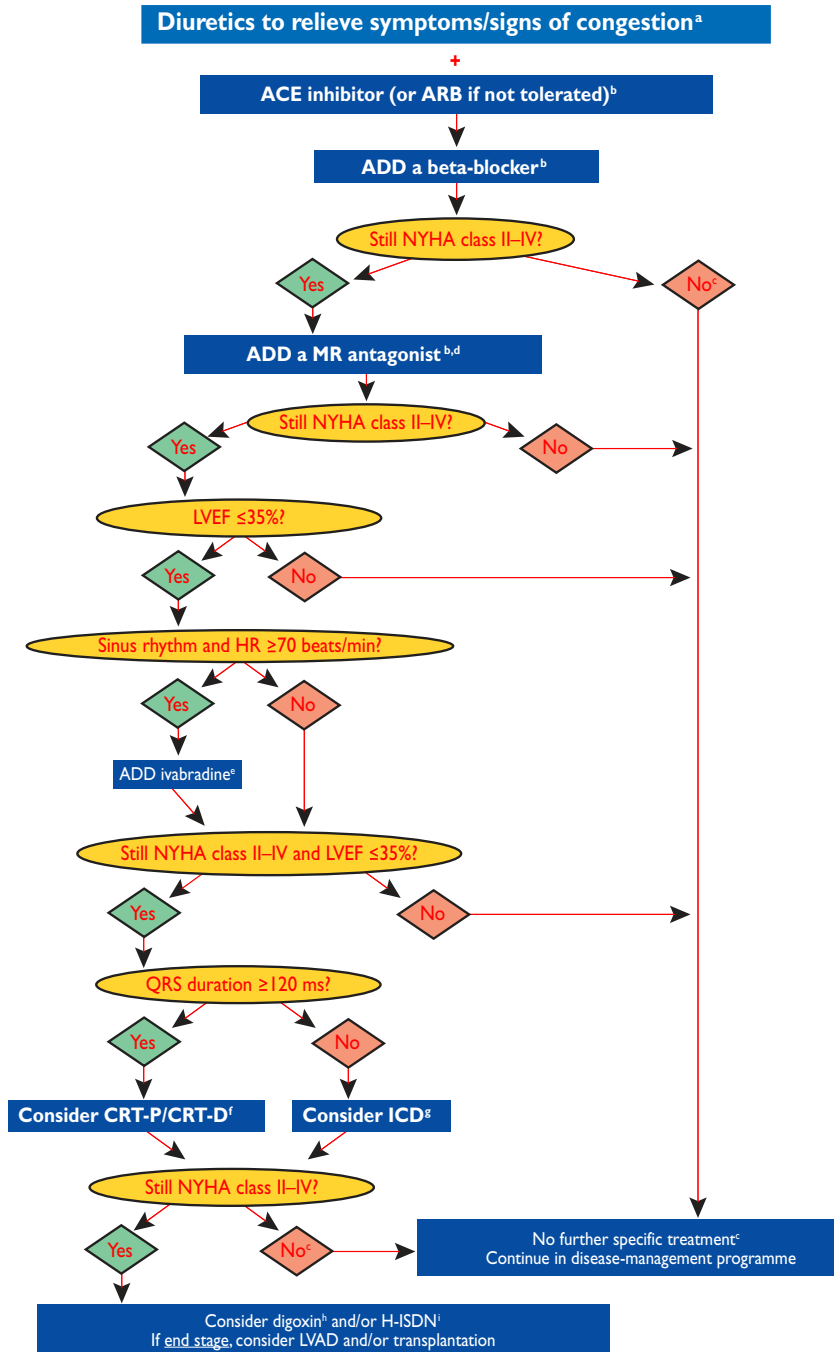 Diuretics to relieve symptoms/signs of congestionᵃ
+
ACE inhibitor (or ARB if not tolerated)ᵇ
ADD a beta-blockerᵇ
Still NYHA class II–IV?
Yes
Noᶜ
ADD a MR antagonistᵇ,ᵈ
Still NYHA class II–IV?
Yes
No
LVEF ≤35%?
Yes
No
Sinus rhythm and HR ≥70 beats/min?
Yes
No
ADD ivabradineᵉ
Still NYHA class II–IV and LVEF ≤35%?
Yes
No
QRS duration ≥120 ms?
Yes
No
Consider CRT-P/CRT-Dᶠ
Consider ICDᵍ
Still NYHA class II–IV?
Yes
Noᶜ
No further specific treatmentᶜ
Continue in disease-management programme
Consider digoxinʰ and/or H-ISDNⁱ
If end stage, consider LVAD and/or transplantation